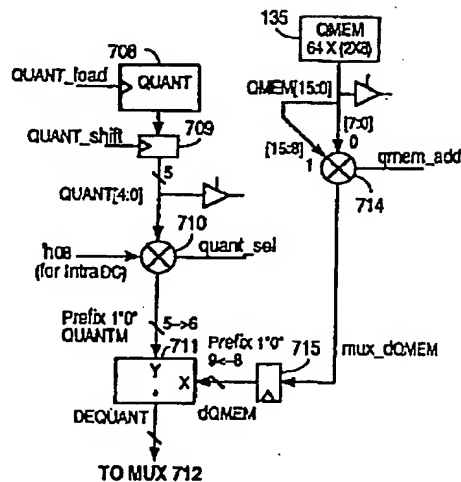 708
135
QMEM
64 X (2X8)
QUANT_load
QUANT
QMEM[15:0]
QUANT_shift
709
[7:0]
[15:8]
1
0
qmem_add
5
714
QUANT[4:0]
710
quant_sel
'h08
(for IntraDC)
Prefix 1"0"
QUANTM
5->6
Prefix 1"0"
9<-8
715
mux_dQMEM
711
Y
X
DEQUANT
dQMEM
TO MUX 712